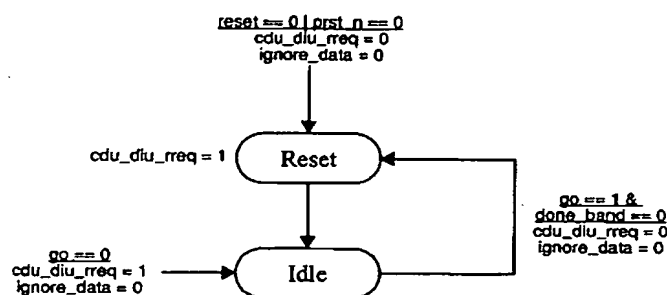 reset == 0 | prst_n == 0
cdu_diu_rreq = 0
ignore_data = 0
cdu_diu_rreq = 1
Reset
go == 1 &
done_band == 0
cdu_diu_rreq = 0
ignore_data = 0
go == 0
cdu_diu_rreq = 1
ignore_data = 0
Idle